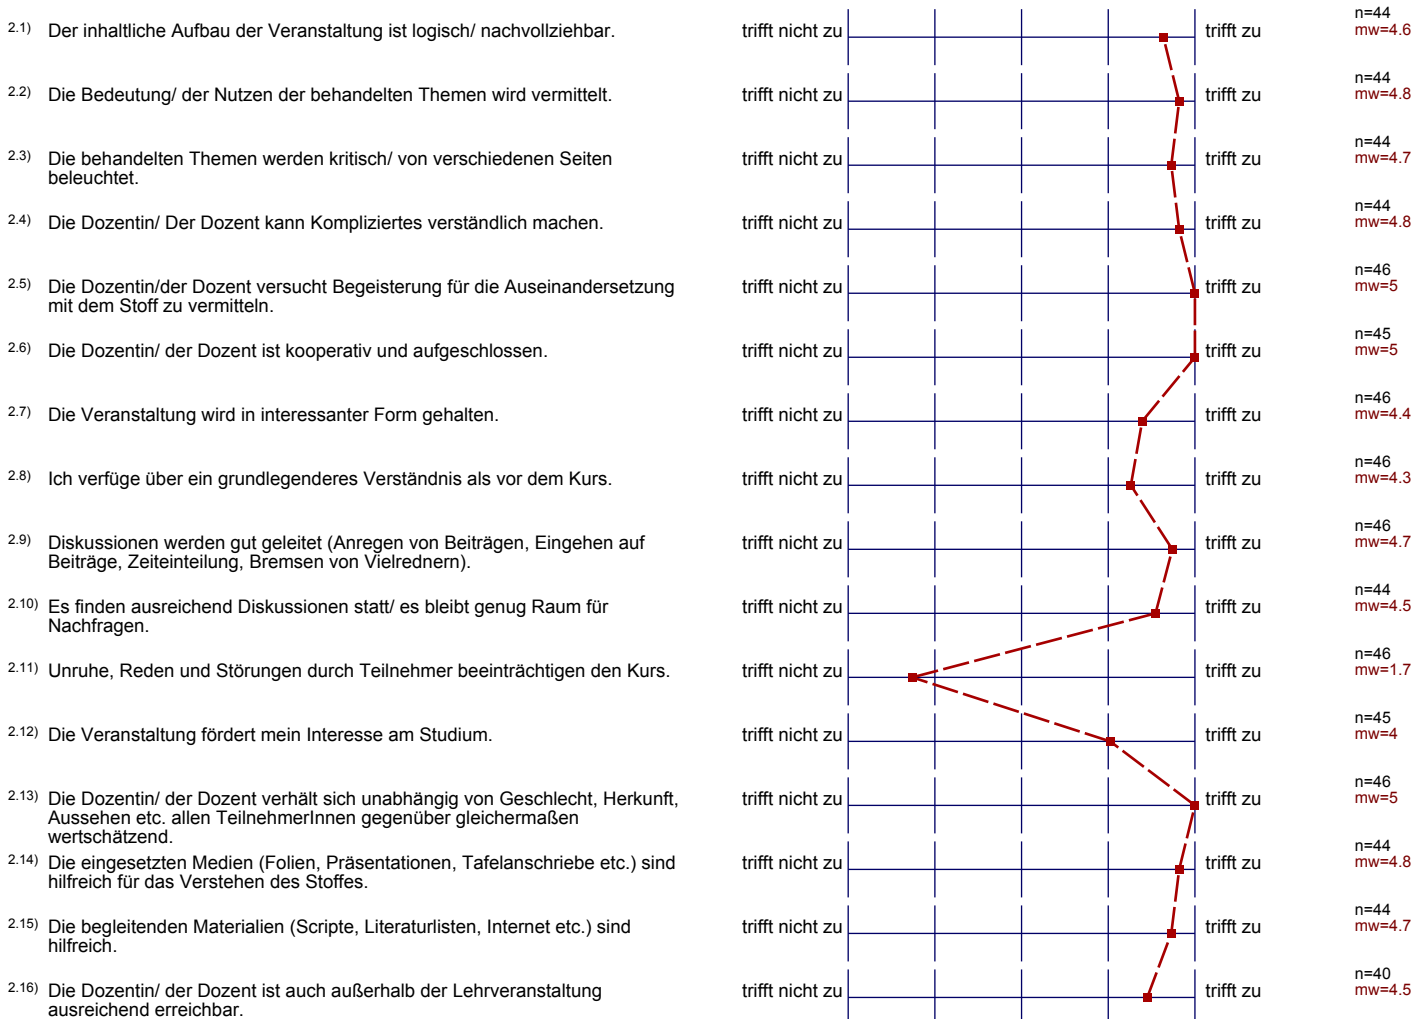 2.1) Der inhaltliche Aufbau der Veranstaltung ist logisch/ nachvollziehbar. trifft nicht zu trifft zu n=44
mw=4.6
2.2) Die Bedeutung/ der Nutzen der behandelten Themen wird vermittelt. trifft nicht zu trifft zu n=44
mw=4.8
2.3) Die behandelten Themen werden kritisch/ von verschiedenen Seiten trifft nicht zu trifft zu n=44
beleuchtet. mw=4.7
2.4) Die Dozentin/ Der Dozent kann Kompliziertes verständlich machen. trifft nicht zu trifft zu n=44
mw=4.8
2.5) Die Dozentin/der Dozent versucht Begeisterung für die Auseinandersetzung trifft nicht zu trifft zu n=46
mit dem Stoff zu vermitteln. mw=5
2.6) Die Dozentin/ der Dozent ist kooperativ und aufgeschlossen. trifft nicht zu trifft zu n=45
mw=5
2.7) Die Veranstaltung wird in interessanter Form gehalten. trifft nicht zu trifft zu n=46
mw=4.4
2.8) Ich verfüge über ein grundlegenderes Verständnis als vor dem Kurs. trifft nicht zu trifft zu n=46
mw=4.3
2.9) Diskussionen werden gut geleitet (Anregen von Beiträgen, Eingehen auf trifft nicht zu trifft zu n=46
Beiträge, Zeiteinteilung, Bremsen von Vielrednern). mw=4.7
2.10) Es finden ausreichend Diskussionen statt/ es bleibt genug Raum für trifft nicht zu trifft zu n=44
Nachfragen. mw=4.5
2.11) Unruhe, Reden und Störungen durch Teilnehmer beeinträchtigen den Kurs. trifft nicht zu trifft zu n=46
mw=1.7
2.12) Die Veranstaltung fördert mein Interesse am Studium. trifft nicht zu trifft zu n=45
mw=4
2.13) Die Dozentin/ der Dozent verhält sich unabhängig von Geschlecht, Herkunft, trifft nicht zu trifft zu n=46
Aussehen etc. allen TeilnehmerInnen gegenüber gleichermaßen mw=5
wertschätzend.
2.14) Die eingesetzten Medien (Folien, Präsentationen, Tafelanschriebe etc.) sind trifft nicht zu trifft zu n=44
hilfreich für das Verstehen des Stoffes. mw=4.8
2.15) Die begleitenden Materialien (Scripte, Literaturlisten, Internet etc.) sind trifft nicht zu trifft zu n=44
hilfreich. mw=4.7
2.16) Die Dozentin/ der Dozent ist auch außerhalb der Lehrveranstaltung trifft nicht zu trifft zu n=40
ausreichend erreichbar. mw=4.5